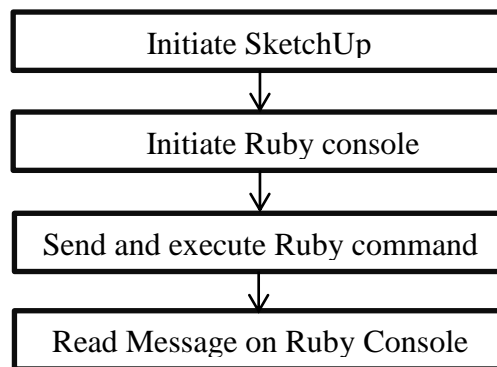 Initiate SketchUp
Initiate Ruby console
Send and execute Ruby command
Read Message on Ruby Console